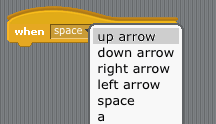 when space
up arrow
down arrow
right arrow
left arrow
space
a